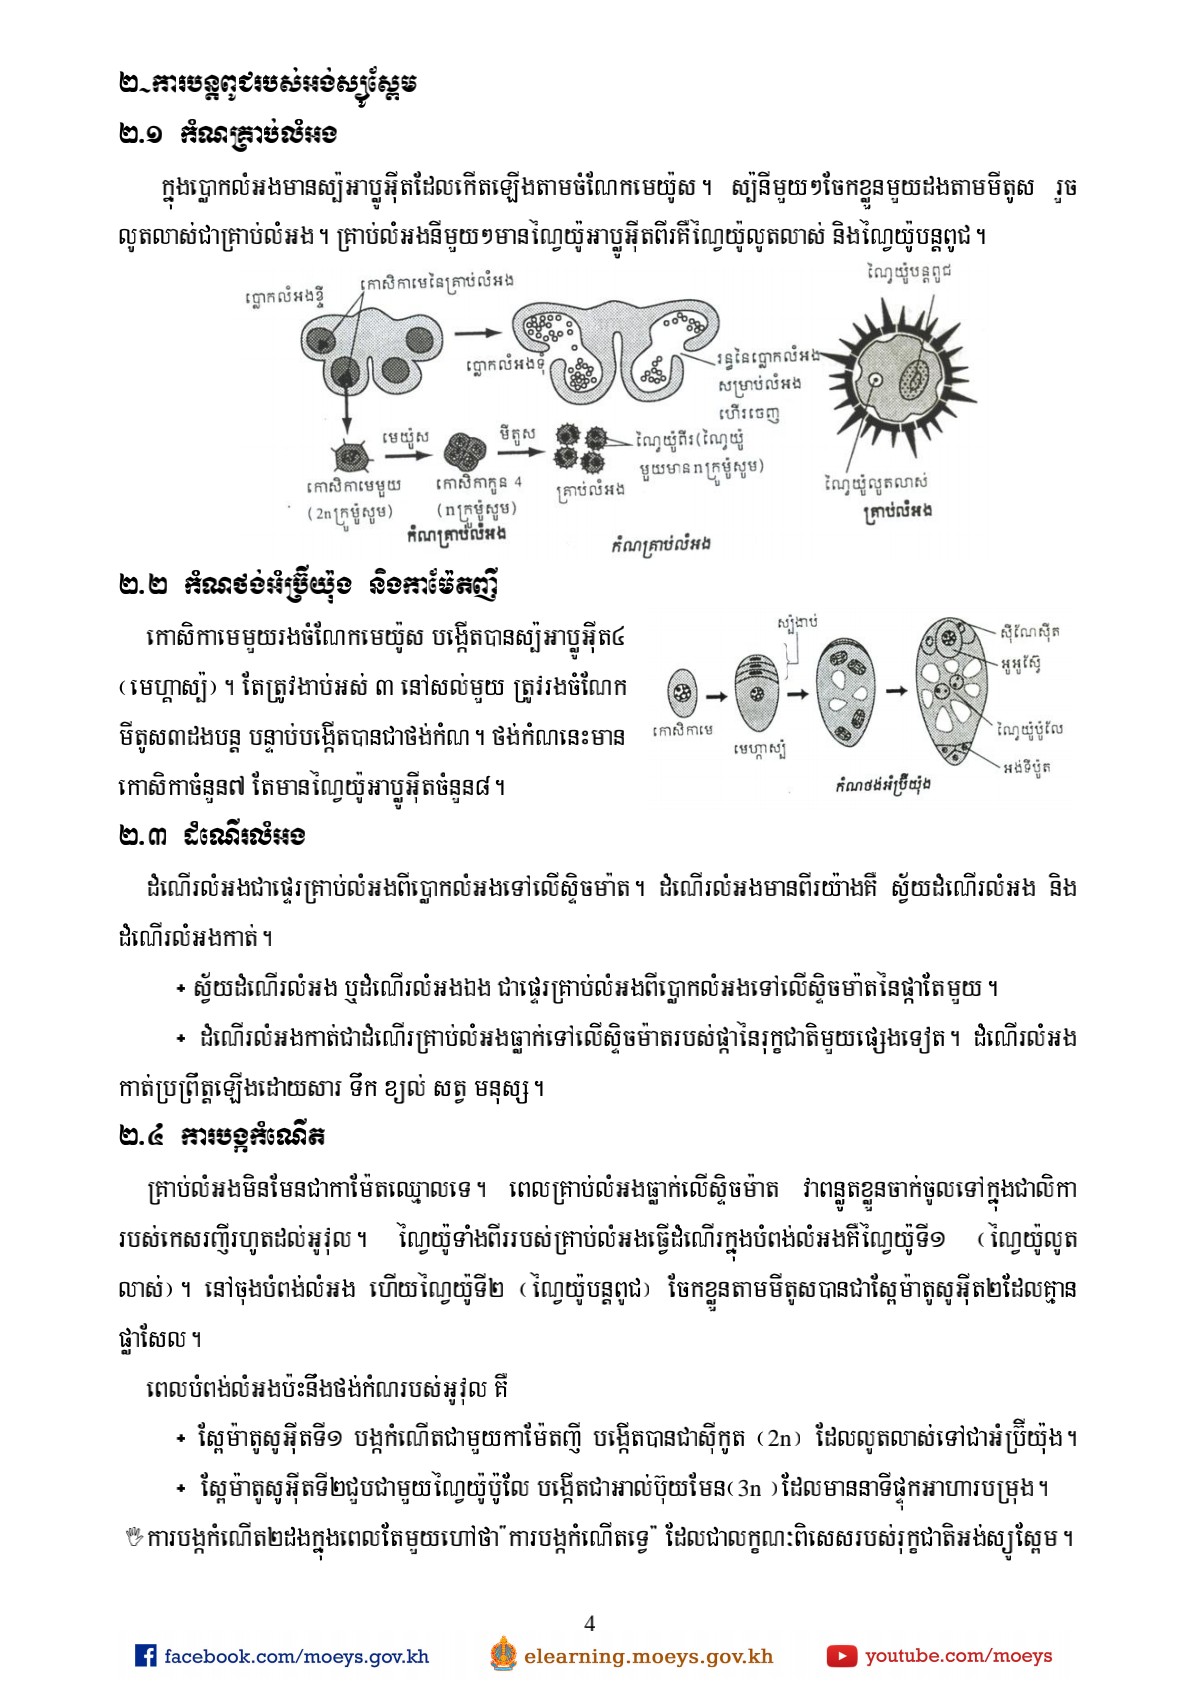 ២~ការបន្តពូជរបស់អង់ស្យូស្ពែម
២.១ កំណគ្រាប់លំអង
ក្នុងប្លោកលំអងមានស្ប៉អាប្លូអ៊ីតដែលកើតឡើងតាមចំណែកមេយ៉ូស។ ស្ប៉នីមួយៗចែកខ្លួនមួយដងតាមមីតូស រួច
លូតលាស់ជាគ្រាប់លំអង។ គ្រាប់លំអងនីមួយៗមានណ្វៃយ៉ូអាប្លូអ៊ីតពីរគឺណ្វៃយ៉ូលូតលាស់ និងណ្វៃយ៉ូបន្តពូជ។
ប្លោកលំអងខ្ចី
កោសិកាមេនៃគ្រាប់លំអង
ណ្វៃយ៉ូបន្តពូជ
ប្លោកលំអងទុំ
រន្ធនៃប្លោកលំអង
សម្រាប់លំអង
ហើរចេញ
មេយ៉ូស
មីតូស
ណ្វៃយ៉ូពីរ(ណ្វៃយ៉ូ
មួយមានnក្រូម៉ូសូម)
កោសិកាមេមួយ
(2nក្រូម៉ូសូម)
កោសិកាកូន 4
(nក្រូម៉ូសូម)
គ្រាប់លំអង
ណ្វៃយ៉ូលូតលាស់
គ្រាប់លំអង
កំណគ្រាប់លំអង
កំណគ្រាប់លំអង
២.២ កំណថង់អំប្រ៊ីយ៉ុង និងកាម៉ែតញី
កោសិកាមេមួយរងចំណែកមេយ៉ូស បង្កើតបានស្ប៉អាប្លូអ៊ីត៤
(មេហ្គាស្ប៉)។ តែត្រូវងាប់អស់ ៣ នៅសល់មួយ ត្រូវរងចំណែក
មីតូស៣ដងបន្ត បន្ទាប់បង្កើតបានជាថង់កំណ។ ថង់កំណនេះមាន
កោសិកាចំនួន៧ តែមានណ្វៃយ៉ូអាប្លូអ៊ីតចំនួន៨។
ស្ប៉ងាប់
ស៊ីណែស៊ីត
អូអូស្វ៊ែ
ណ្វៃយ៉ូប៉ូលែ
អង់ទីប៉ូត
កោសិកាមេ
មេហ្កាស្ប៉
កំណថង់អំប្រ៊ីយ៉ុង
២.៣ ដំណើរលំអង
ដំណើរលំអងជាផ្ទេរគ្រាប់លំអងពីប្លោកលំអងទៅលើស្ទិចម៉ាត។ ដំណើរលំអងមានពីរយ៉ាងគឺ ស្វ័យដំណើរលំអង និង
ដំណើរលំអងកាត់។
+ ស្វ័យដំណើរលំអង ឬដំណើរលំអងឯង ជាផ្ទេរគ្រាប់លំអងពីប្លោកលំអងទៅលើស្ទិចម៉ាតនៃផ្កាតែមួយ។
+ ដំណើរលំអងកាត់ជាដំណើរគ្រាប់លំអងធ្លាក់ទៅលើស្ទិចម៉ាតរបស់ផ្កានៃរុក្ខជាតិមួយផ្សេងទៀត។ ដំណើរលំអង
កាត់ប្រព្រឹត្តឡើងដោយសារ ទឹក ខ្យល់ សត្វ មនុស្ស។
២.៤ ការបង្កកំណើត
គ្រាប់លំអងមិនមែនជាកាម៉ែតឈ្មោលទេ។ ពេលគ្រាប់លំអងធ្លាក់លើស្ទិចម៉ាត វាពន្លូតខ្លួនចាក់ចូលទៅក្នុងជាលិកា
របស់កេសរញីរហូតដល់អូវុល។ ណ្វៃយ៉ូទាំងពីររបស់គ្រាប់លំអងធ្វើដំណើរក្នុងបំពង់លំអងគឺណ្វៃយ៉ូទី១ (ណ្វៃយ៉ូលូត
លាស់)។ នៅចុងបំពង់លំអង ហើយណ្វៃយ៉ូទី២ (ណ្វៃយ៉ូបន្តពូជ) ចែកខ្លួនតាមមីតូសបានជាស្ពែម៉ាតូសូអ៊ីត២ដែលគ្មាន
ផ្លាសែល។
ពេលបំពង់លំអងប៉ះនឹងថង់កំណរបស់អូវុល គឺ
+ ស្ពែម៉ាតូសូអ៊ីតទី១ បង្កកំណើតជាមួយកាម៉ែតញី បង្កើតបានជាស៊ីកូត (2n) ដែលលូតលាស់ទៅជាអំប្រ៊ីយ៉ុង។
+ ស្ពែម៉ាតូសូអ៊ីតទី២ជួបជាមួយណ្វៃយ៉ូប៉ូលែ បង្កើតជាអាល់ប៊ុយមែន(3n )ដែលមាននាទីផ្ទុកអាហារបម្រុង។
🖐ការបង្កកំណើត២ដងក្នុងពេលតែមួយហៅថា"ការបង្កកំណើតទ្វេ" ដែលជាលក្ខណៈពិសេសរបស់រុក្ខជាតិអង់ស្យូស្ពែម។
4
facebook.com/moeys.gov.kh elearning.moeys.gov.kh youtube.com/moeys